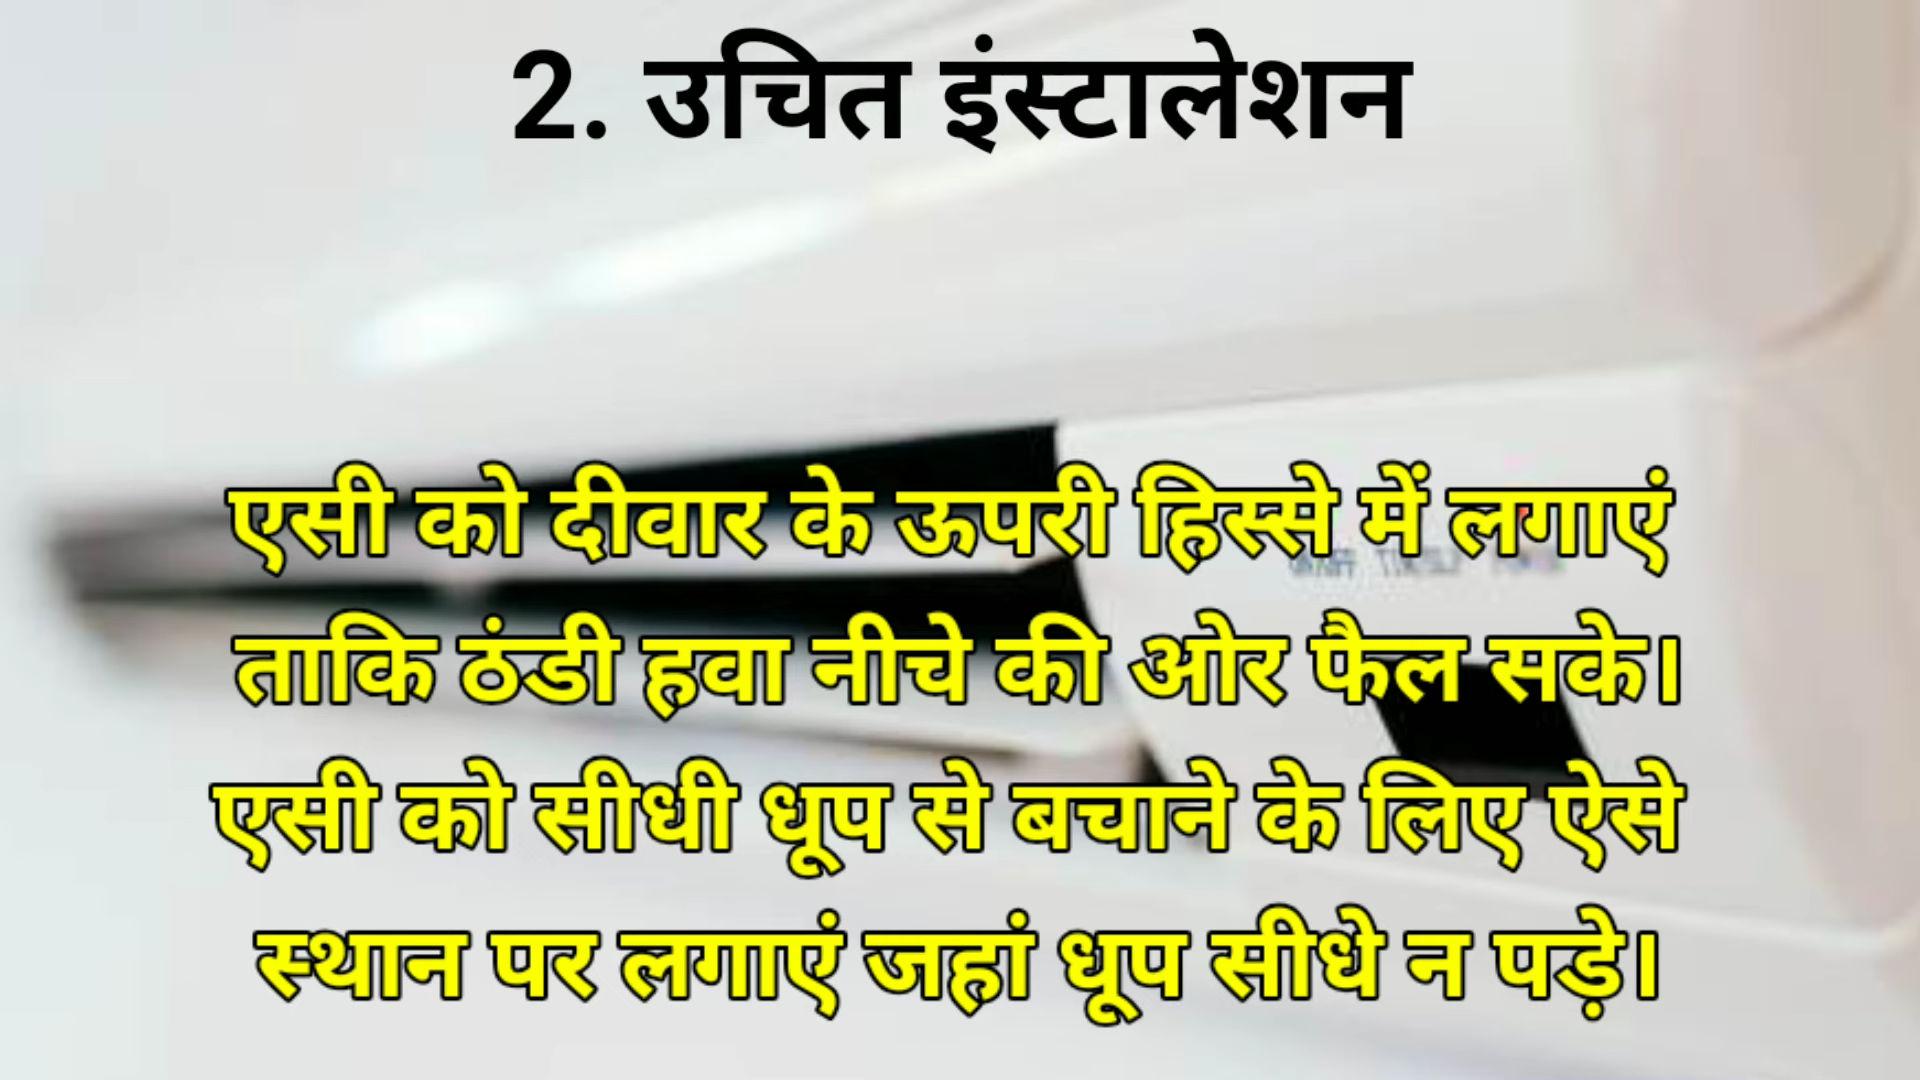 2. उचित इंस्टालेशन
एसी को दीवार के ऊपरी हिस्से में लगाएं
ताकि ठंडी हवा नीचे की ओर फैल सके।
एसी को सीधी धूप से बचाने के लिए ऐसे
स्थान पर लगाएं जहां धूप सीधे न पड़े।